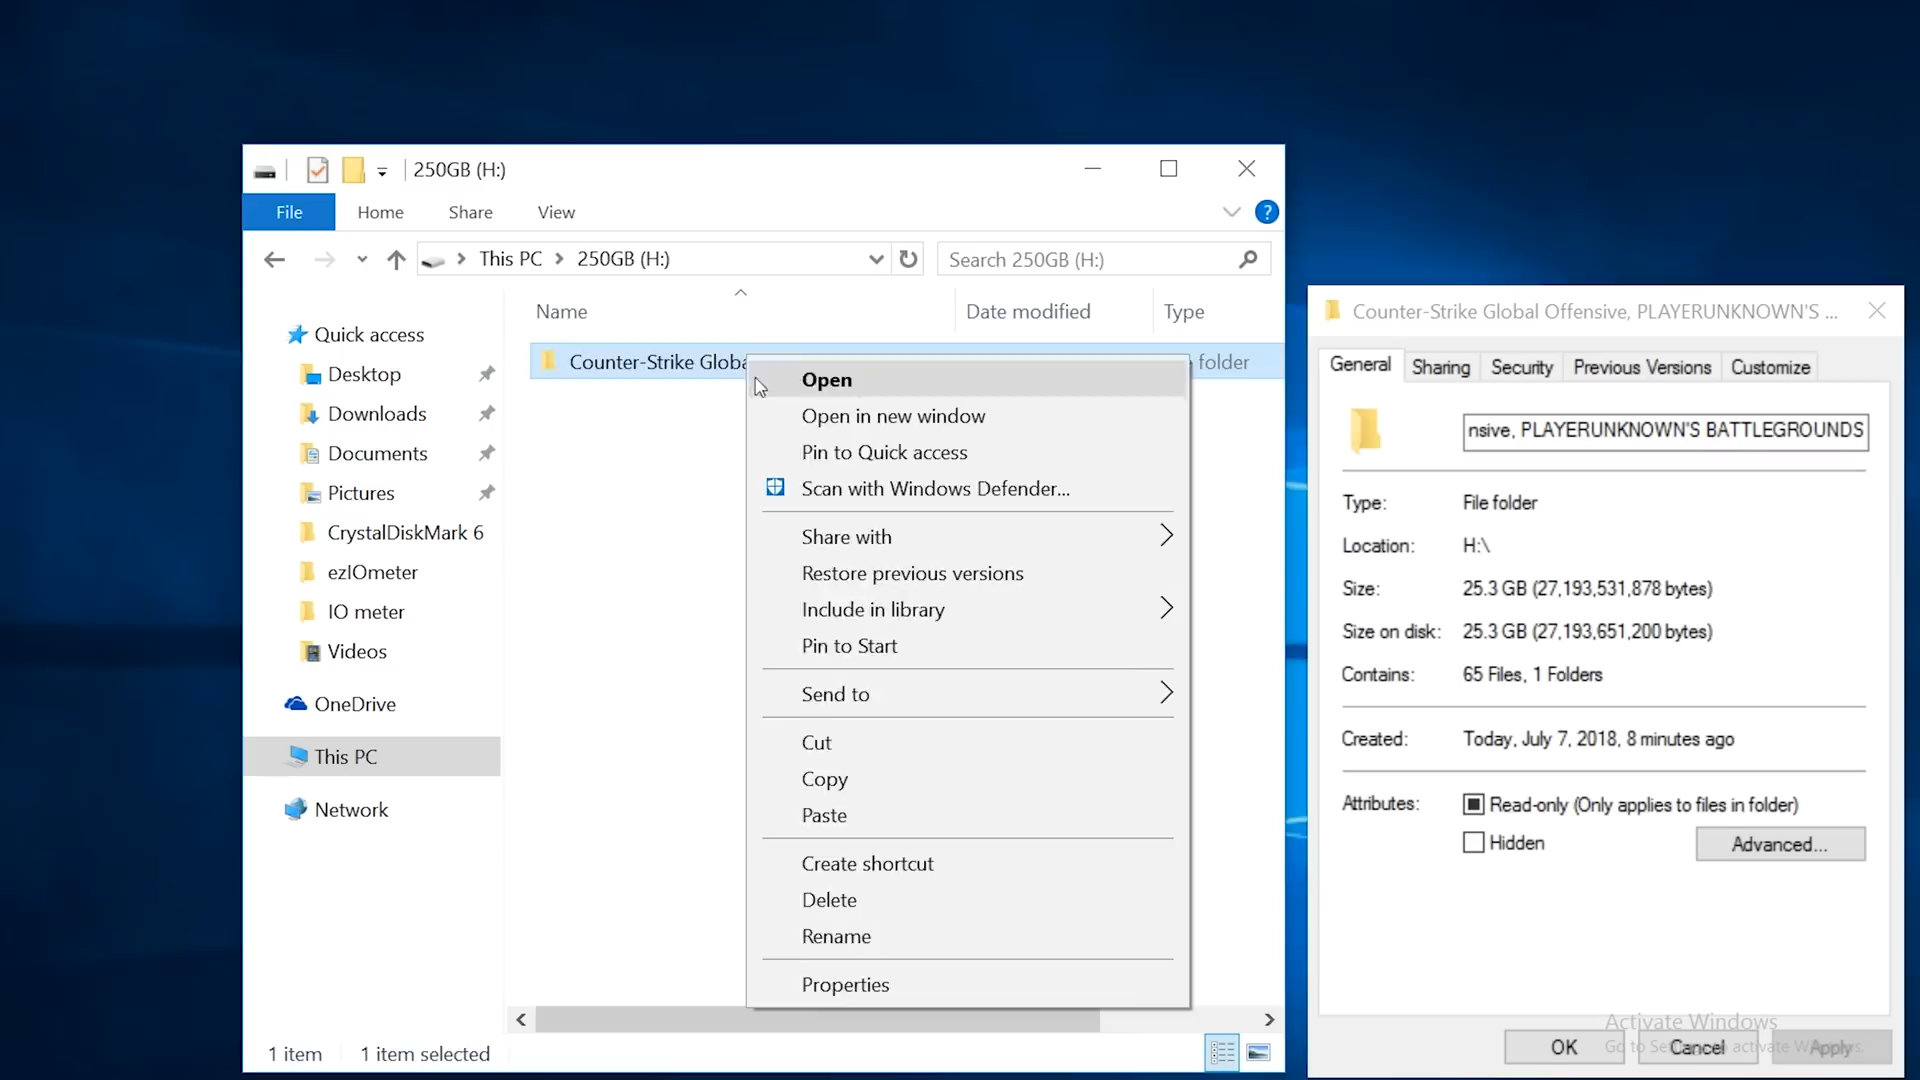 250GB (H:)
File Home Share View
This PC 250GB (H:)
Search 250GB (H:)
Name Date modified Type
Quick access
Desktop
Downloads
Documents
Pictures
CrystalDiskMark 6
ezIOmeter
IO meter
Videos
OneDrive
This PC
Network
Counter-Strike Globa
folder
Open
Open in new window
Pin to Quick access
Scan with Windows Defender...
Share with
Restore previous versions
Include in library
Pin to Start
Send to
Cut
Copy
Paste
Create shortcut
Delete
Rename
Properties
1 item 1 item selected
Counter-Strike Global Offensive, PLAYERUNKNOWN'S ...
General Sharing Security Previous Versions Customize
nsive, PLAYERUNKNOWN'S BATTLEGROUNDS
Type: File folder
Location: H:\
Size: 25.3 GB (27,193,531,878 bytes)
Size on disk: 25.3 GB (27,193,651,200 bytes)
Contains: 65 Files, 1 Folders
Created: Today, July 7, 2018, 8 minutes ago
Attributes: Read-only (Only applies to files in folder)
Hidden
Advanced...
Activate Windows
OK Cancel Apply